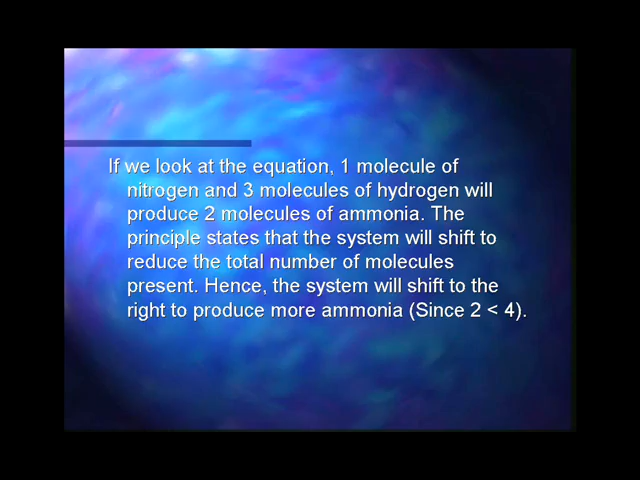 If we look at the equation, 1 molecule of
nitrogen and 3 molecules of hydrogen will
produce 2 molecules of ammonia. The
principle states that the system will shift to
reduce the total number of molecules
present. Hence, the system will shift to the
right to produce more ammonia (Since 2 < 4).